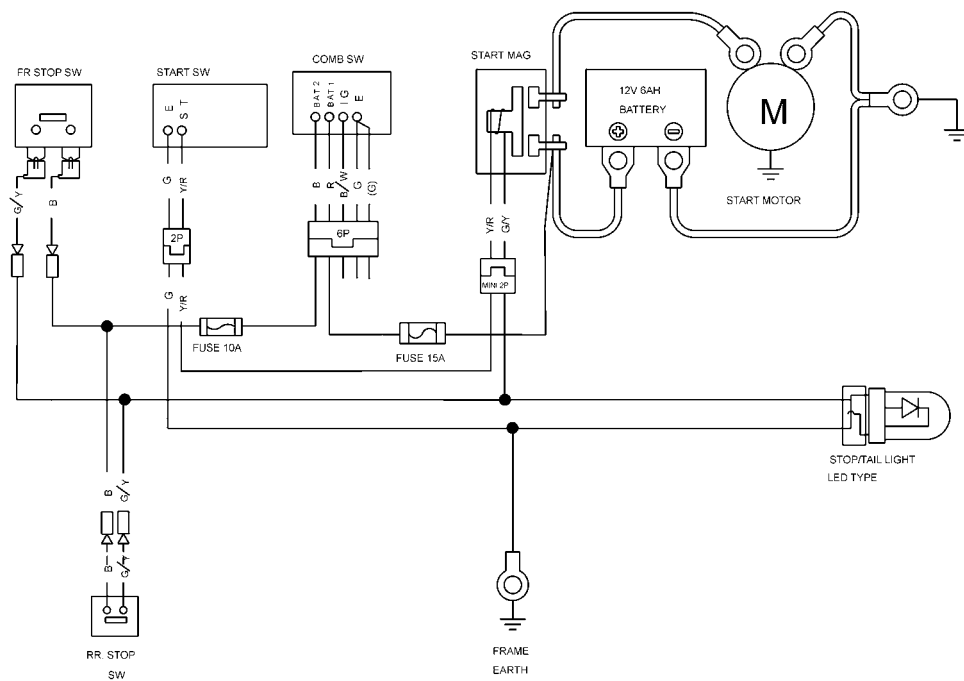 FR STOP SW
START SW
COMB SW
START MAG
E
S T
BAT 2
BAT 1
I G
E
12V 6AH
BATTERY
M
START MOTOR
G/Y
B
G
Y/R
B
R
B/W
G
(G)
Y/R
G/Y
2P
6P
MINI 2P
G
Y/R
FUSE 10A
FUSE 15A
STOP/TAIL LIGHT
LED TYPE
B
G/Y
B
G/Y
RR. STOP
SW
FRAME
EARTH